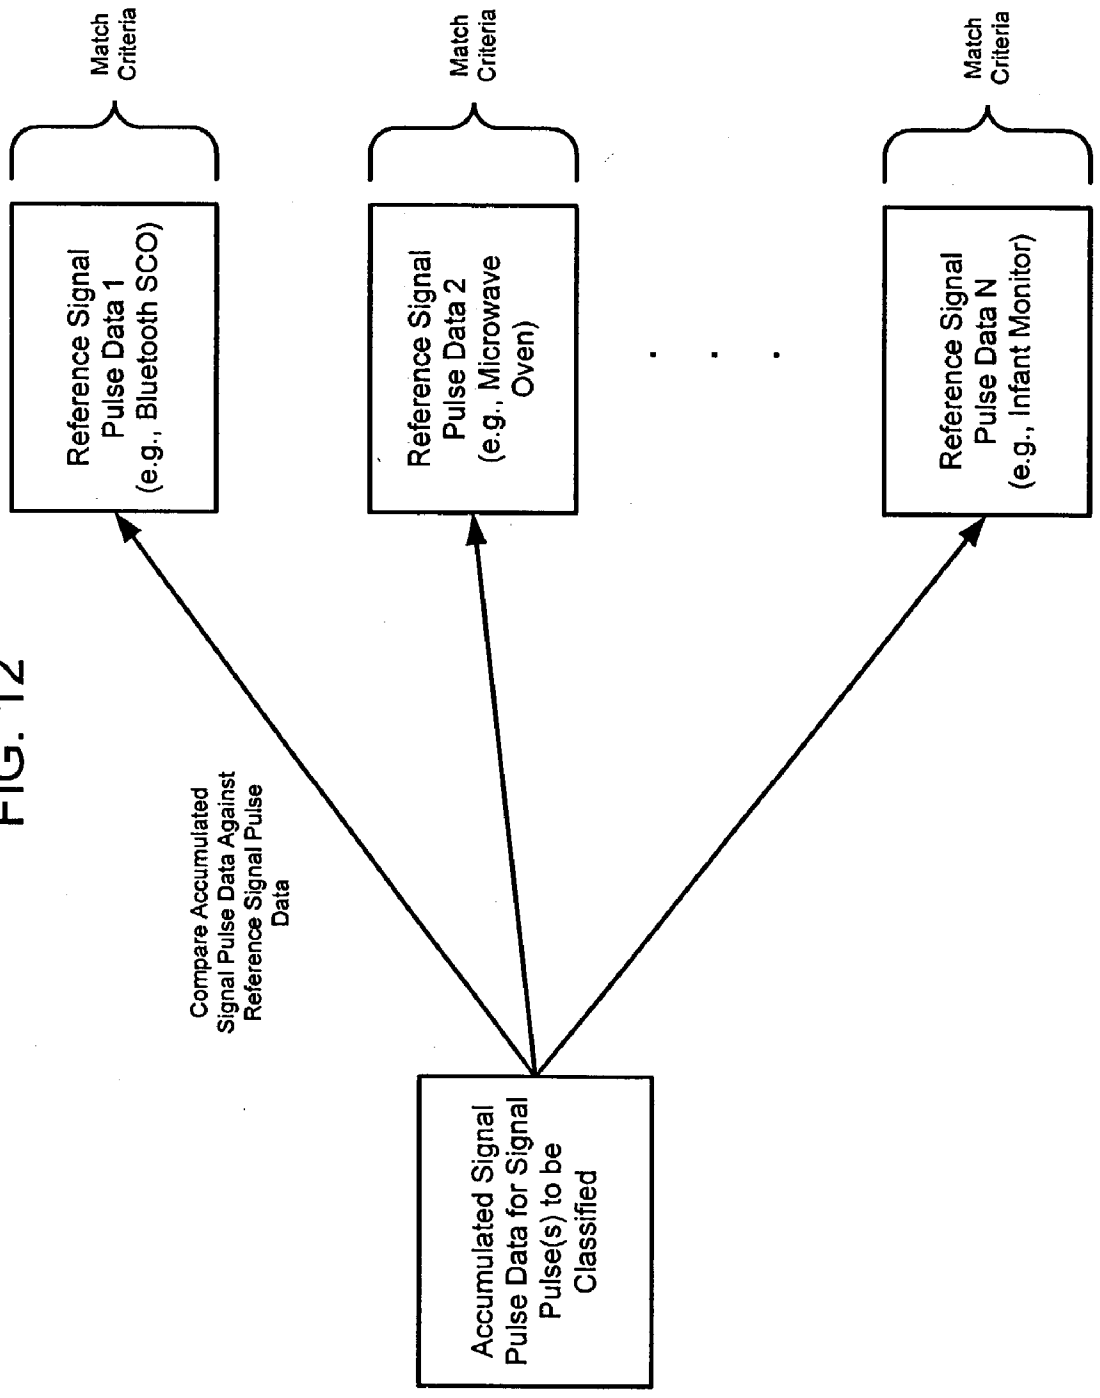 FIG. 12
Accumulated Signal
Pulse Data for Signal
Pulse(s) to be
Classified
Compare Accumulated
Signal Pulse Data Against
Reference Signal Pulse
Data
Reference Signal
Pulse Data 1
(e.g., Bluetooth SCO)
Match
Criteria
Reference Signal
Pulse Data 2
(e.g., Microwave
Oven)
Match
Criteria
. . .
Reference Signal
Pulse Data N
(e.g., Infant Monitor)
Match
Criteria